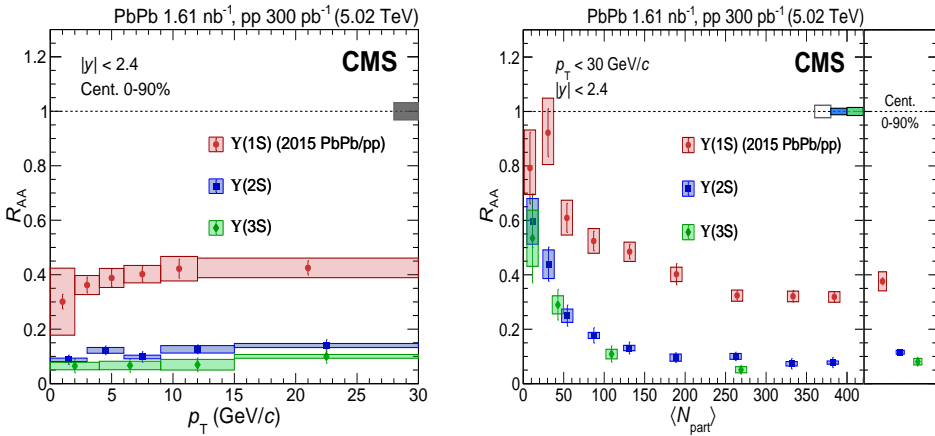 PbPb 1.61 nb⁻¹, pp 300 pb⁻¹ (5.02 TeV)
CMS
|y| < 2.4
Cent. 0-90%
ϒ(1S) (2015 PbPb/pp)
ϒ(2S)
ϒ(3S)
R_AA
1.2
1
0.8
0.6
0.4
0.2
0
0 5 10 15 20 25 30
p_T (GeV/c)
PbPb 1.61 nb⁻¹, pp 300 pb⁻¹ (5.02 TeV)
p_T < 30 GeV/c
|y| < 2.4
CMS
Cent.
0-90%
ϒ(1S) (2015 PbPb/pp)
ϒ(2S)
ϒ(3S)
R_AA
1.2
1
0.8
0.6
0.4
0.2
0
0 50 100 150 200 250 300 350 400
⟨N_part⟩